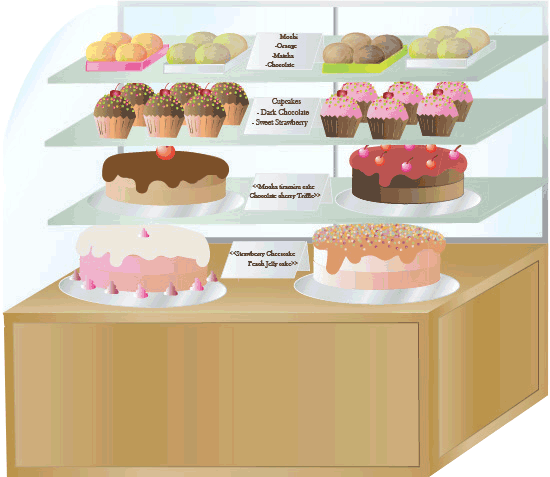 Mochi
-Orange
-Matcha
-Chocolate
Cupcakes
- Dark Chocolate
- Sweet Strawberry
<<Mocha tiramisu cake
Chocolate cherry Triffle>>
<<Strawberry Cheesecake
Peach Jelly cake>>